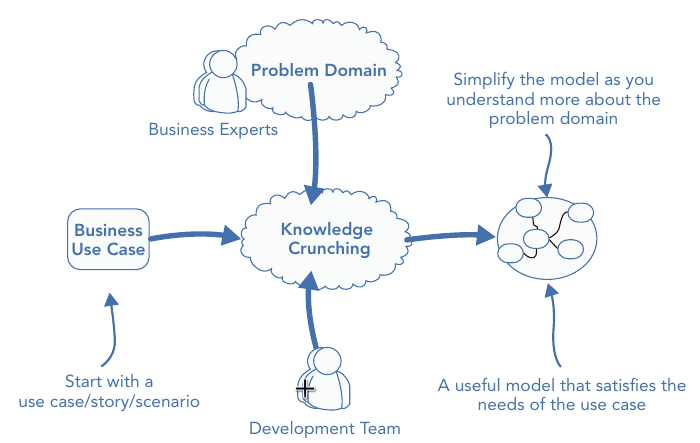 Problem Domain
Business Experts
Simplify the model as you
understand more about the
problem domain
Business
Use Case
Knowledge
Crunching
Start with a
use case/story/scenario
Development Team
A useful model that satisfies the
needs of the use case